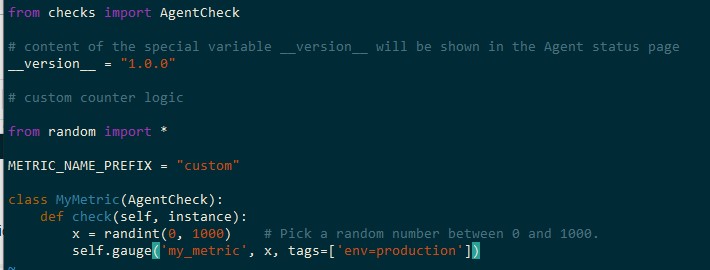 from checks import AgentCheck
# content of the special variable __version__ will be shown in the Agent status page
__version__ = "1.0.0"
# custom counter logic
from random import *
METRIC_NAME_PREFIX = "custom"
class MyMetric(AgentCheck):
    def check(self, instance):
        x = randint(0, 1000)    # Pick a random number between 0 and 1000.
        self.gauge('my_metric', x, tags=['env=production'])
~